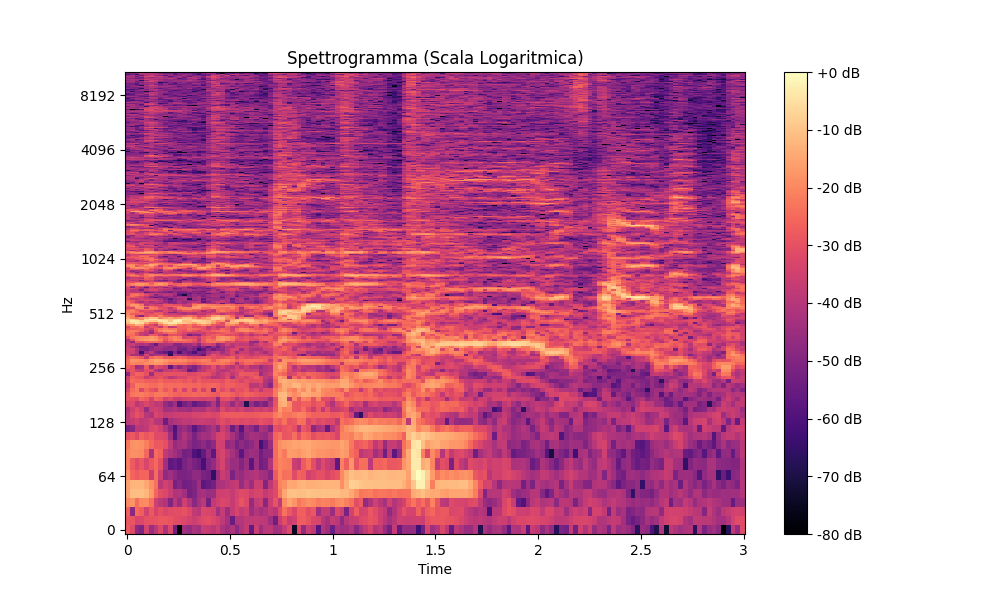 Spettrogramma (Scala Logaritmica)
Hz
8192
4096
2048
1024
512
256
128
64
0
0 0.5 1 1.5 2 2.5 3
Time
+0 dB
-10 dB
-20 dB
-30 dB
-40 dB
-50 dB
-60 dB
-70 dB
-80 dB